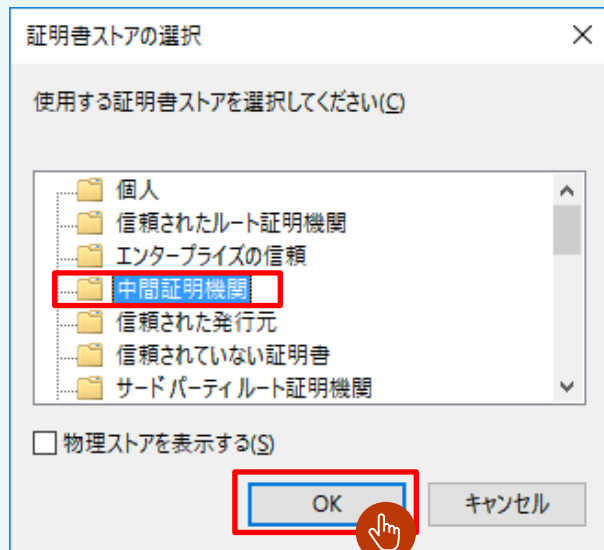 証明書ストアの選択
使用する証明書ストアを選択してください(C)
個人
信頼されたルート証明機関
エンタープライズの信頼
中間証明機関
信頼された発行元
信頼されていない証明書
サード パーティ ルート証明機関
物理ストアを表示する(S)
OK キャンセル